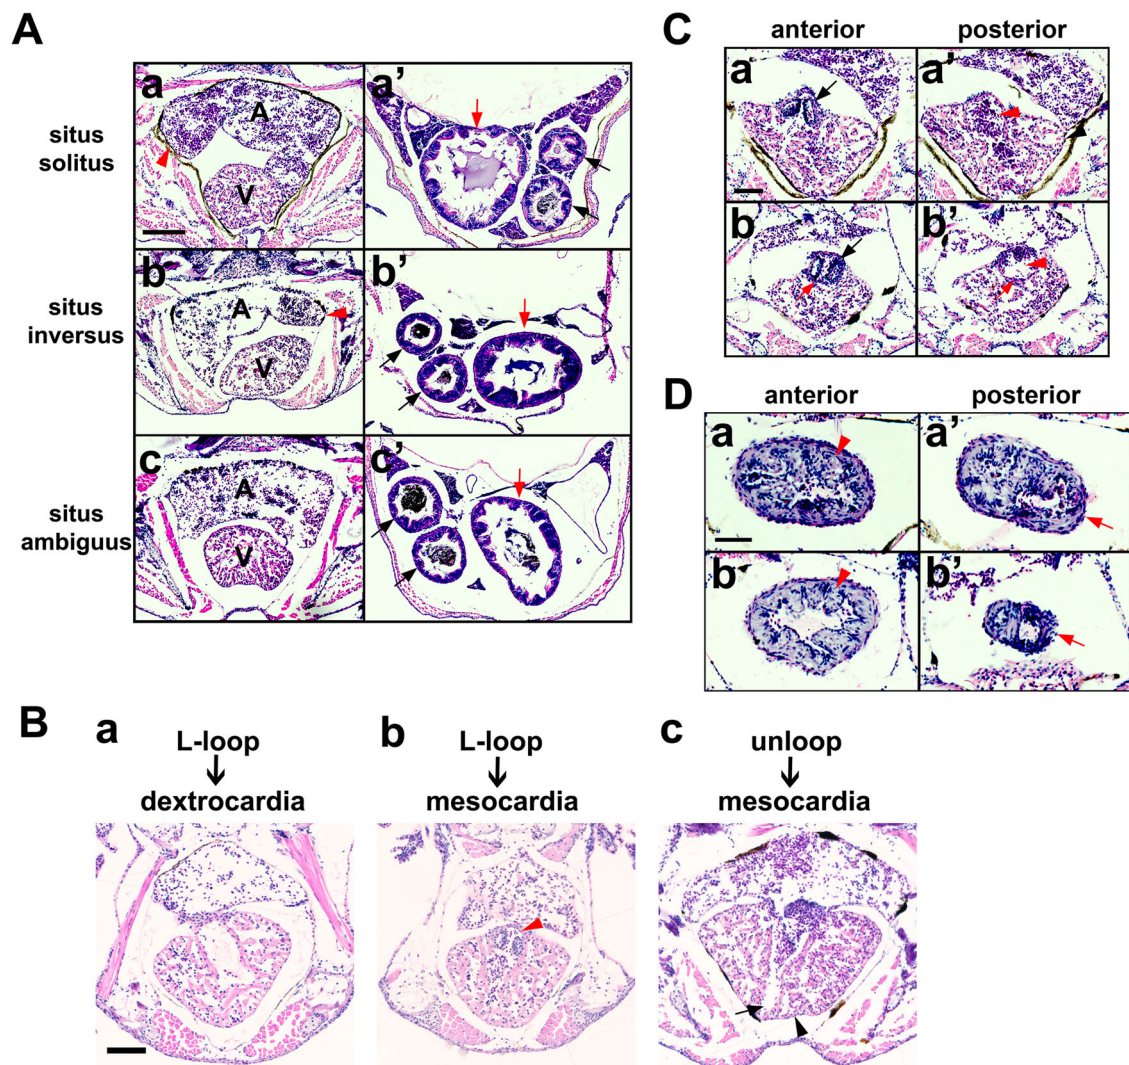 A
a
a'
A
V
situs
solitus
b
b'
A
V
situs
inversus
c
c'
A
V
situs
ambiguus
C
anterior
posterior
a
a'
b
b'
D
anterior
posterior
a
a'
b
b'
B
a
L-loop
dextrocardia
b
L-loop
mesocardia
c
unloop
mesocardia